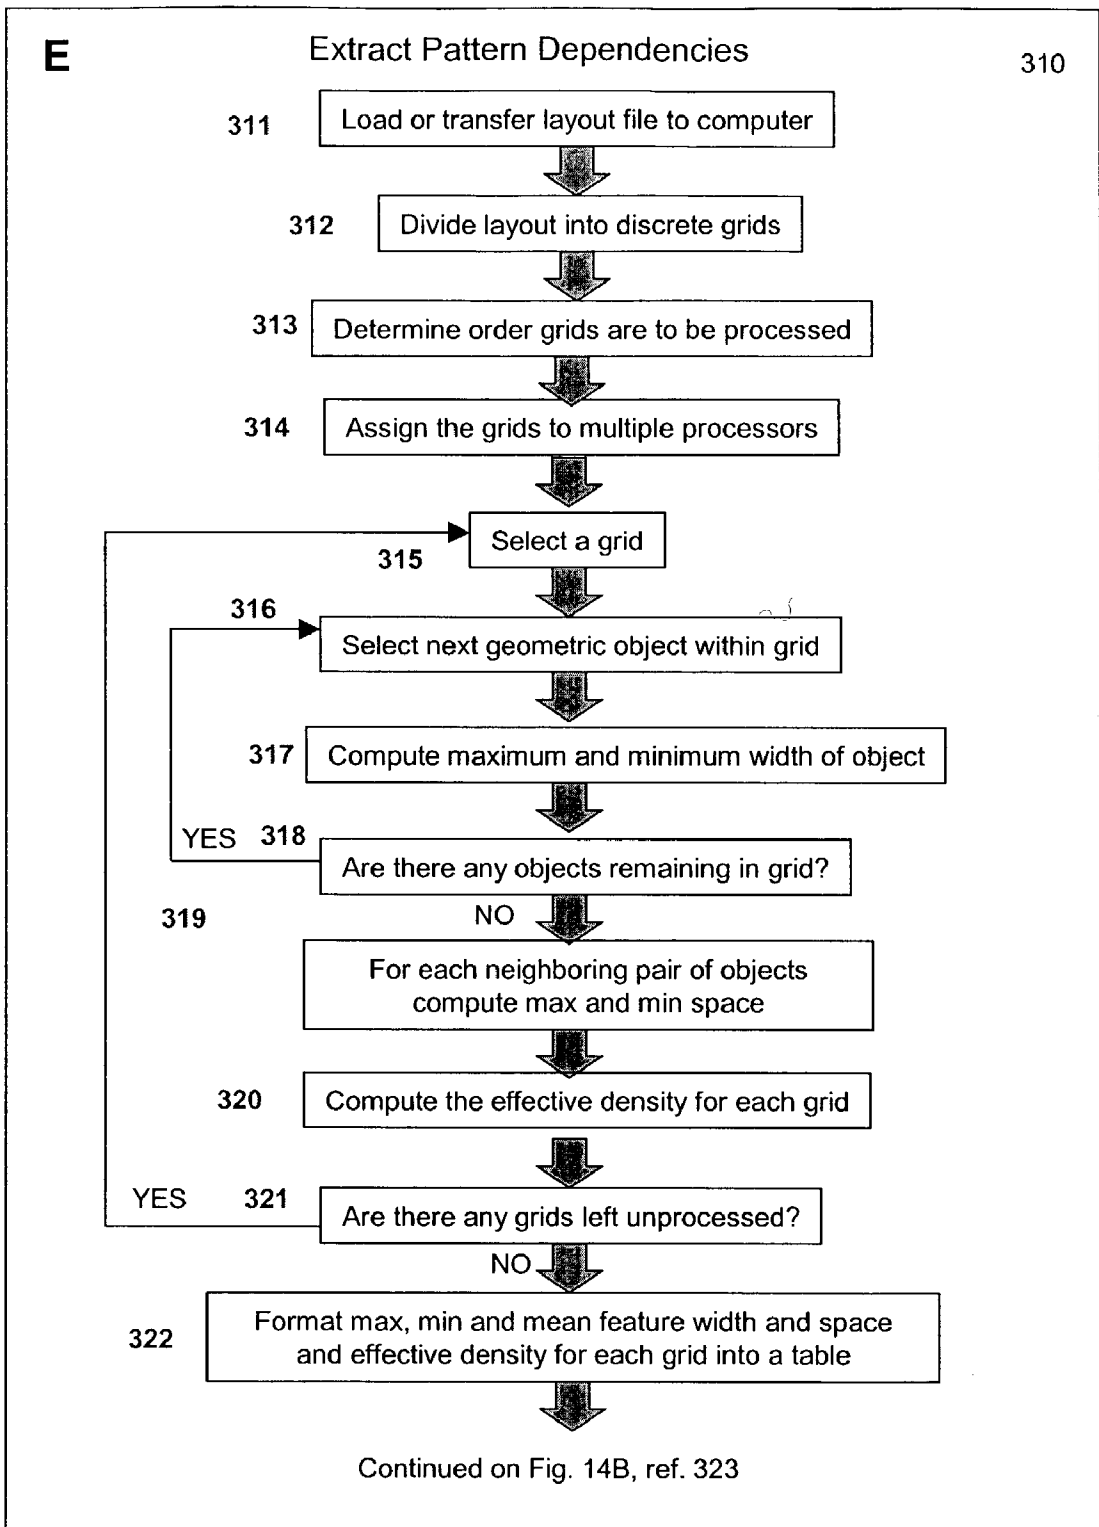 E
Extract Pattern Dependencies
310
311
Load or transfer layout file to computer
312
Divide layout into discrete grids
313
Determine order grids are to be processed
314
Assign the grids to multiple processors
315
Select a grid
316
Select next geometric object within grid
317
Compute maximum and minimum width of object
YES
318
Are there any objects remaining in grid?
NO
319
For each neighboring pair of objects
compute max and min space
320
Compute the effective density for each grid
YES
321
Are there any grids left unprocessed?
NO
322
Format max, min and mean feature width and space
and effective density for each grid into a table
Continued on Fig. 14B, ref. 323